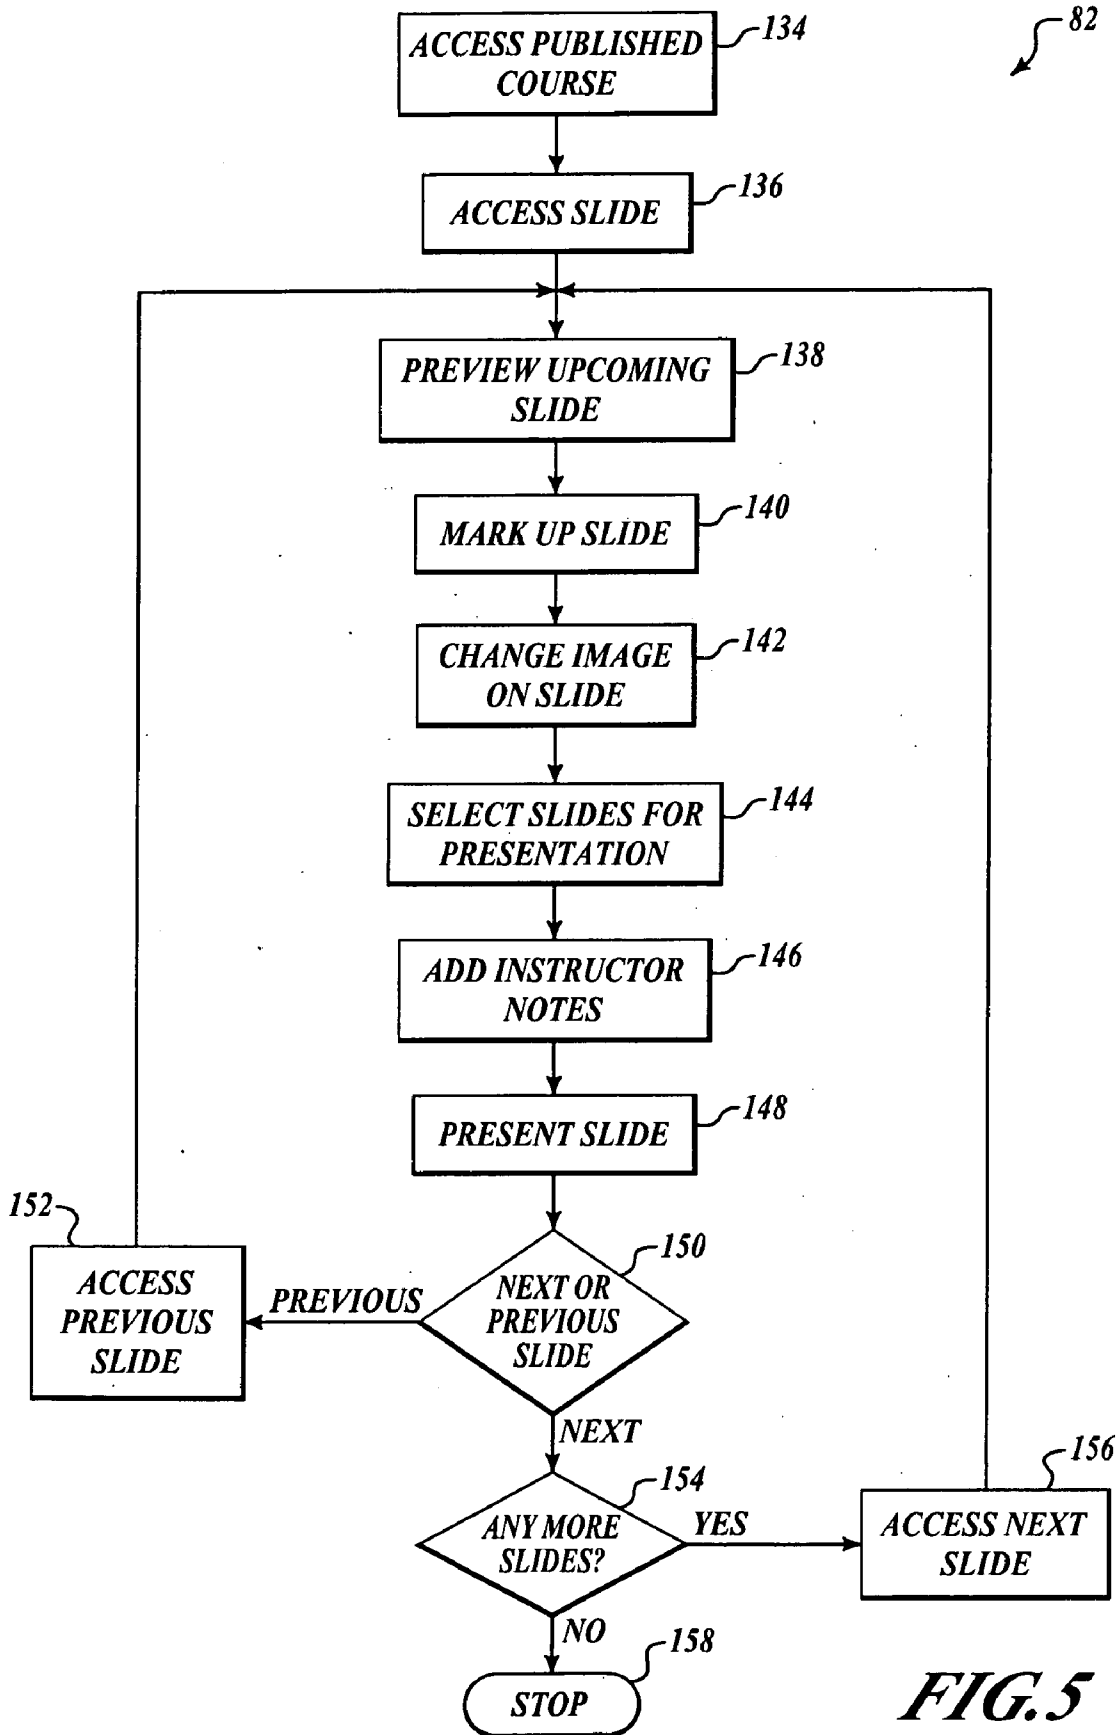 82
ACCESS PUBLISHED
COURSE
134
ACCESS SLIDE
136
PREVIEW UPCOMING
SLIDE
138
MARK UP SLIDE
140
CHANGE IMAGE
ON SLIDE
142
SELECT SLIDES FOR
PRESENTATION
144
ADD INSTRUCTOR
NOTES
146
PRESENT SLIDE
148
NEXT OR
PREVIOUS
SLIDE
150
PREVIOUS
152
ACCESS
PREVIOUS
SLIDE
NEXT
ANY MORE
SLIDES?
154
YES
156
ACCESS NEXT
SLIDE
NO
STOP
158
FIG.5